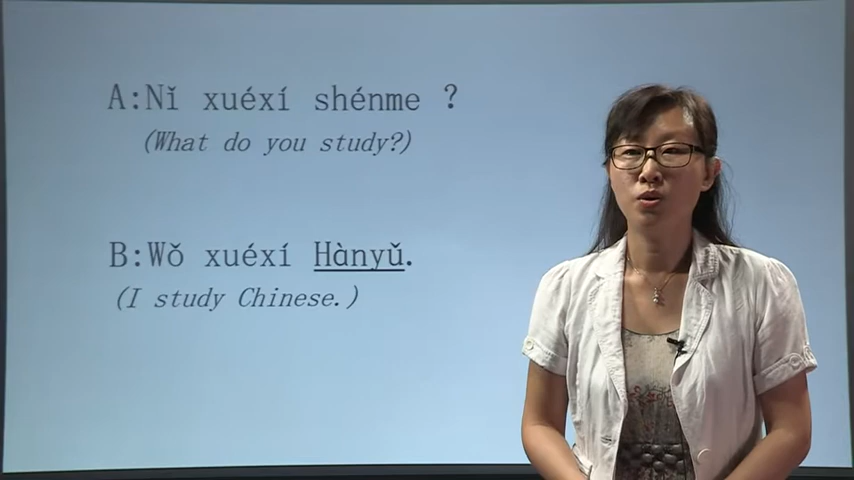 A:Nǐ xuéxí shénme ?
(What do you study?)
B:Wǒ xuéxí Hànyǔ.
(I study Chinese.)